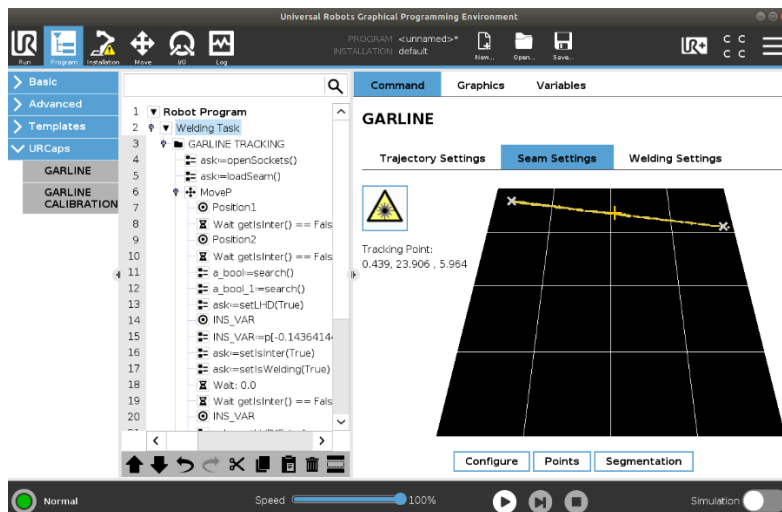 Universal Robots Graphical Programming Environment
UR
PROGRAM <unnamed>*
INSTALLATION default
UR+
C C
C C
Run
Program
Installation
Move
I/O
Log
New...
Open...
Save...
Basic
Advanced
Templates
URCaps
GARLINE
GARLINE
CALIBRATION
1 Robot Program
2 Welding Task
3 GARLINE TRACKING
4 ask:=openSockets()
5 ask:=loadSeam()
6 MoveP
7 Position1
8 Wait getIsInter() == Fals
9 Position2
10 Wait getIsInter() == Fals
11 a_bool:=search()
12 a_bool_1:=search()
13 ask:=setLHD(True)
14 INS_VAR
15 INS_VAR:=p[-0.1436414
16 ask:=setIsInter(True)
17 ask:=setIsWelding(True)
18 Wait: 0.0
19 Wait getIsInter() == Fals
20 INS_VAR
Command
Graphics
Variables
GARLINE
Trajectory Settings
Seam Settings
Welding Settings
Tracking Point:
0.439, 23.906 , 5.964
Configure
Points
Segmentation
Normal
Speed
100%
Simulation